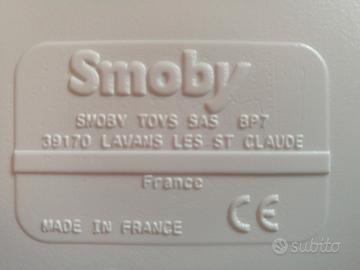 Smoby
SMOBY TOYS SAS BP7
39170 LAVANS LES ST CLAUDE
France
MADE IN FRANCE CE
subito